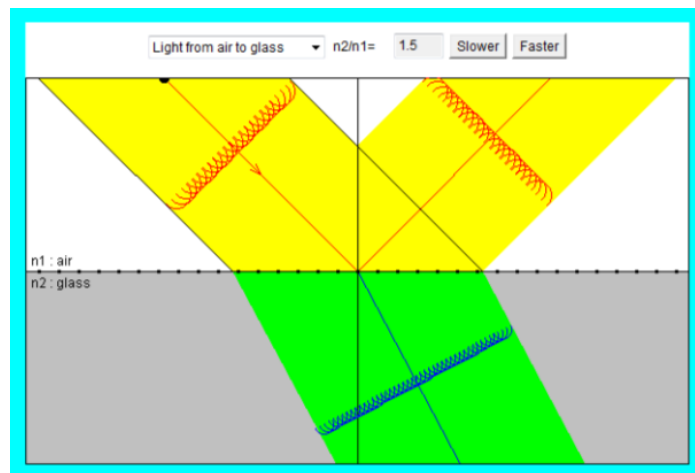 Light from air to glass n2/n1= 1.5 Slower Faster
n1 : air
n2 : glass